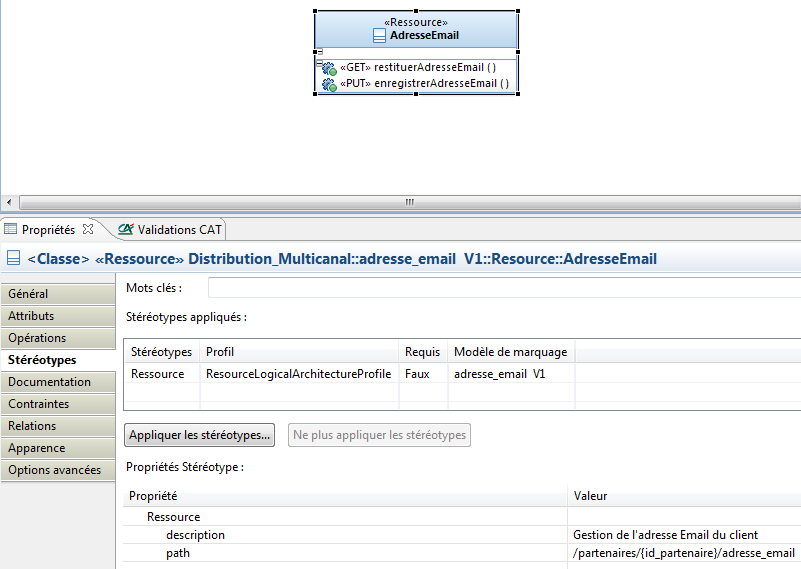 «Ressource»
AdresseEmail
«GET» restituerAdresseEmail ( )
«PUT» enregistrerAdresseEmail ( )
Propriétés
Validations CAT
<Classe> «Ressource» Distribution_Multicanal::adresse_email V1::Resource::AdresseEmail
Général
Attributs
Opérations
Stéréotypes
Documentation
Contraintes
Relations
Apparence
Options avancées
Mots clés :
Stéréotypes appliqués :
Stéréotypes Profil Requis Modèle de marquage
Ressource ResourceLogicalArchitectureProfile Faux adresse_email V1
Appliquer les stéréotypes... Ne plus appliquer les stéréotypes
Propriétés Stéréotype :
Propriété Valeur
Ressource
description Gestion de l'adresse Email du client
path /partenaires/{id_partenaire}/adresse_email